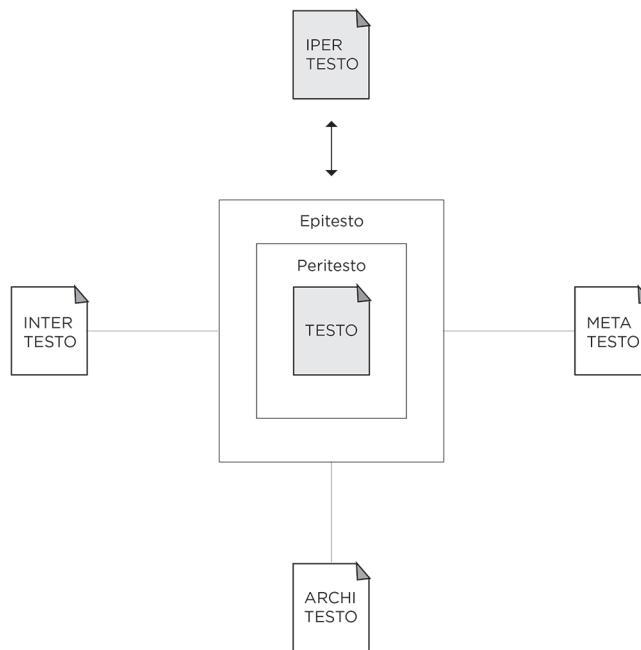 IPER
TESTO
Epitesto
Peritesto
INTER
TESTO
TESTO
META
TESTO
ARCHI
TESTO